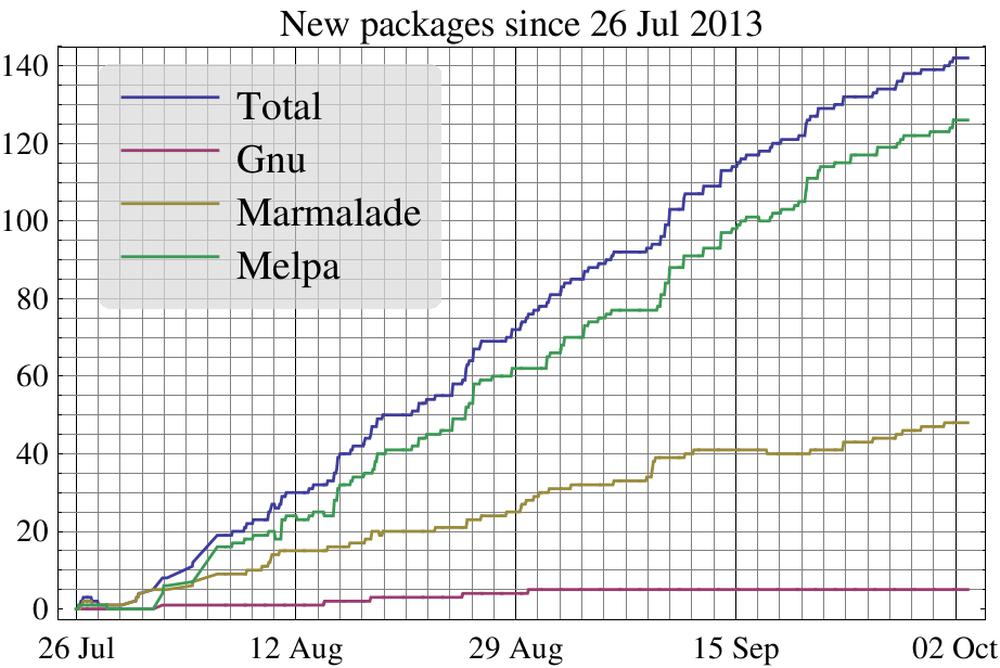 New packages since 26 Jul 2013
140
120
100
80
60
40
20
0
Total
Gnu
Marmalade
Melpa
26 Jul 12 Aug 29 Aug 15 Sep 02 Oct